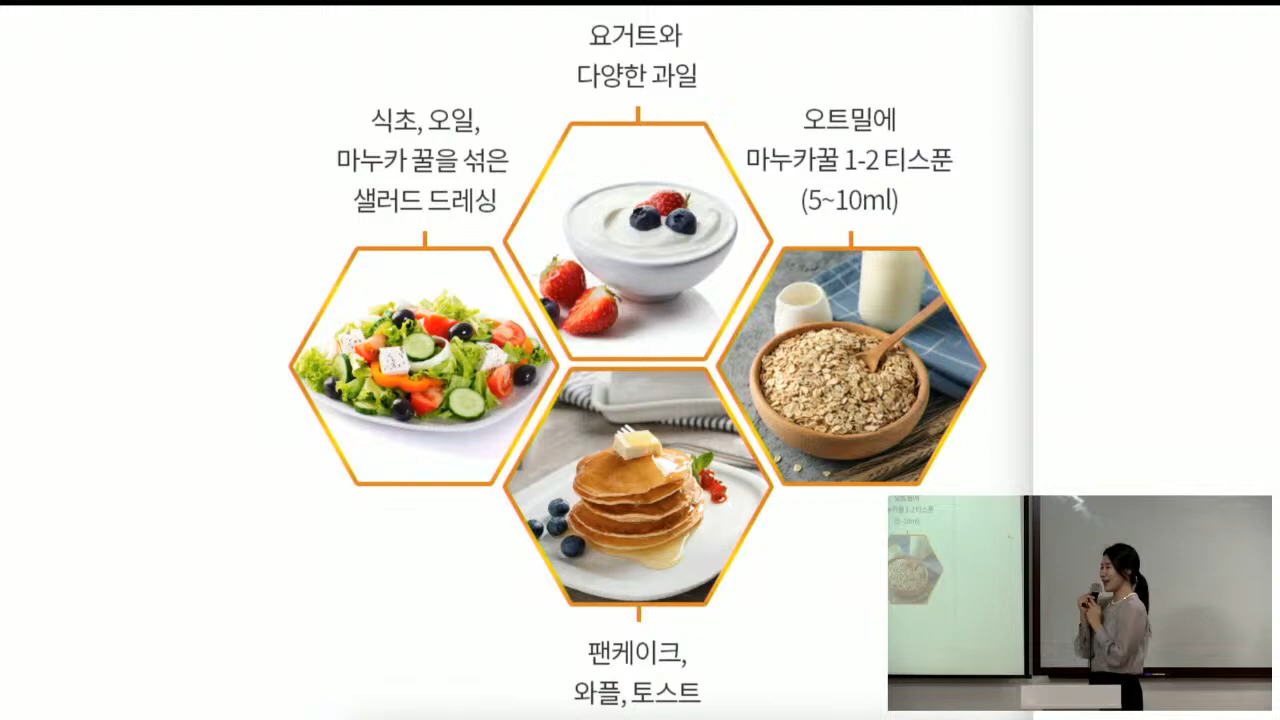 요거트와
다양한 과일
식초, 오일,
마누카 꿀을 섞은
샐러드 드레싱
오트밀에
마누카꿀 1-2 티스푼
(5~10ml)
팬케이크,
와플, 토스트